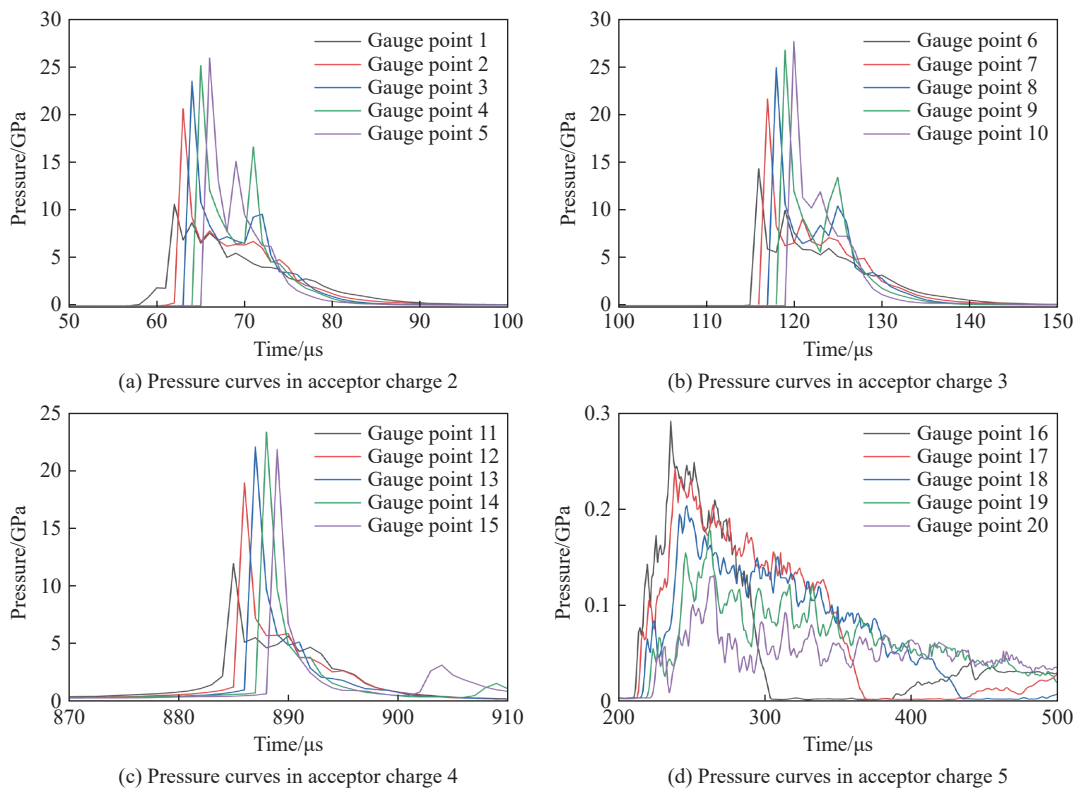 30
25
20
15
10
5
0
Pressure/GPa
Gauge point 1
Gauge point 2
Gauge point 3
Gauge point 4
Gauge point 5
50 60 70 80 90 100
Time/μs
(a) Pressure curves in acceptor charge 2
30
25
20
15
10
5
0
Pressure/GPa
Gauge point 6
Gauge point 7
Gauge point 8
Gauge point 9
Gauge point 10
100 110 120 130 140 150
Time/μs
(b) Pressure curves in acceptor charge 3
25
20
15
10
5
0
Pressure/GPa
Gauge point 11
Gauge point 12
Gauge point 13
Gauge point 14
Gauge point 15
870 880 890 900 910
Time/μs
(c) Pressure curves in acceptor charge 4
0.3
0.2
0.1
0
Pressure/GPa
Gauge point 16
Gauge point 17
Gauge point 18
Gauge point 19
Gauge point 20
200 300 400 500
Time/μs
(d) Pressure curves in acceptor charge 5